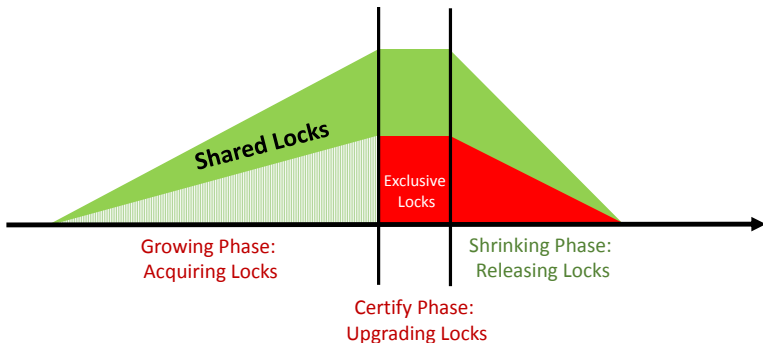 Shared Locks
Exclusive
Locks
Growing Phase:
Acquiring Locks
Shrinking Phase:
Releasing Locks
Certify Phase:
Upgrading Locks